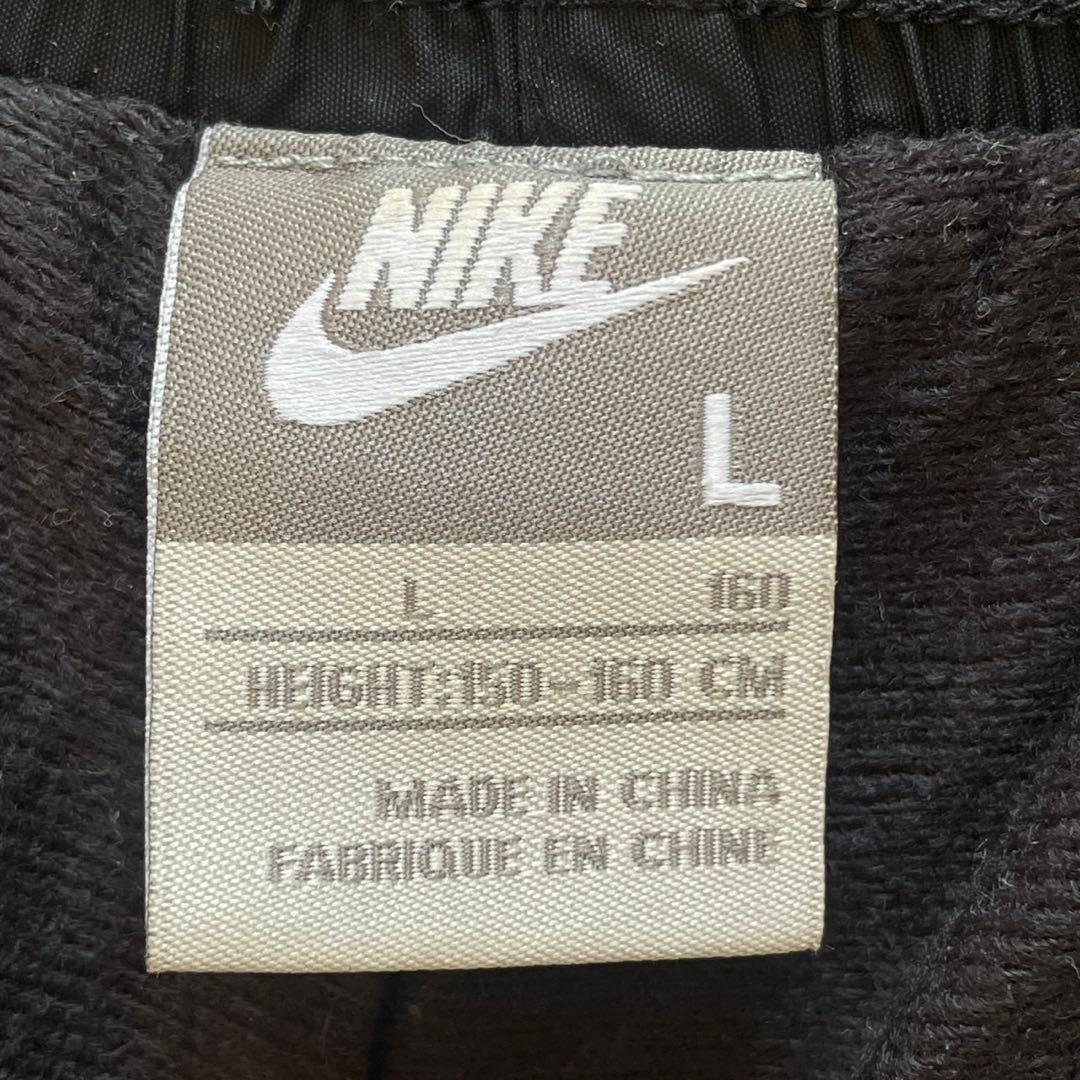 NIKE
L
L 160
HEIGHT:150-160 CM
MADE IN CHINA
FABRIQUE EN CHINE